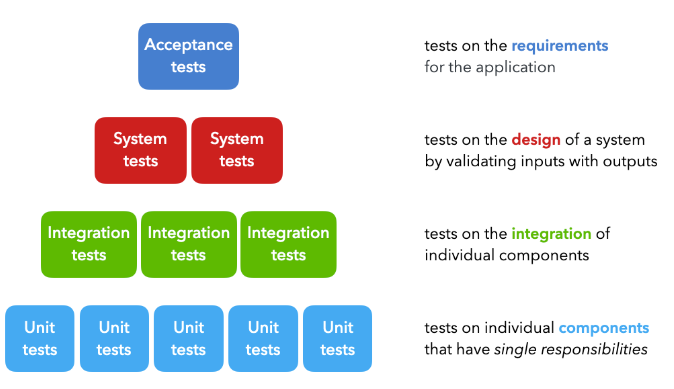 Acceptance
tests
tests on the requirements
for the application
System
tests
System
tests
tests on the design of a system
by validating inputs with outputs
Integration
tests
Integration
tests
Integration
tests
tests on the integration of
individual components
Unit
tests
Unit
tests
Unit
tests
Unit
tests
Unit
tests
tests on individual components
that have single responsibilities